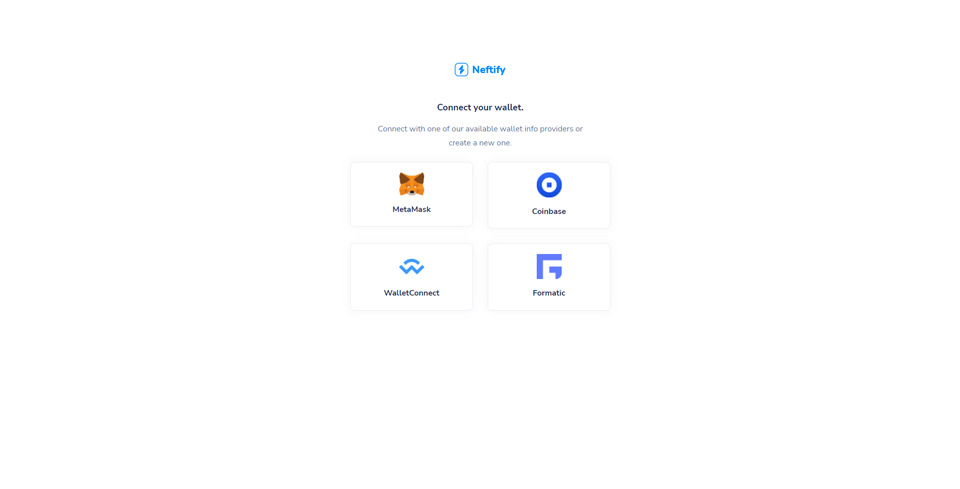 Neftify
Connect your wallet.
Connect with one of our available wallet info providers or
create a new one.
MetaMask
Coinbase
WalletConnect
Formatic